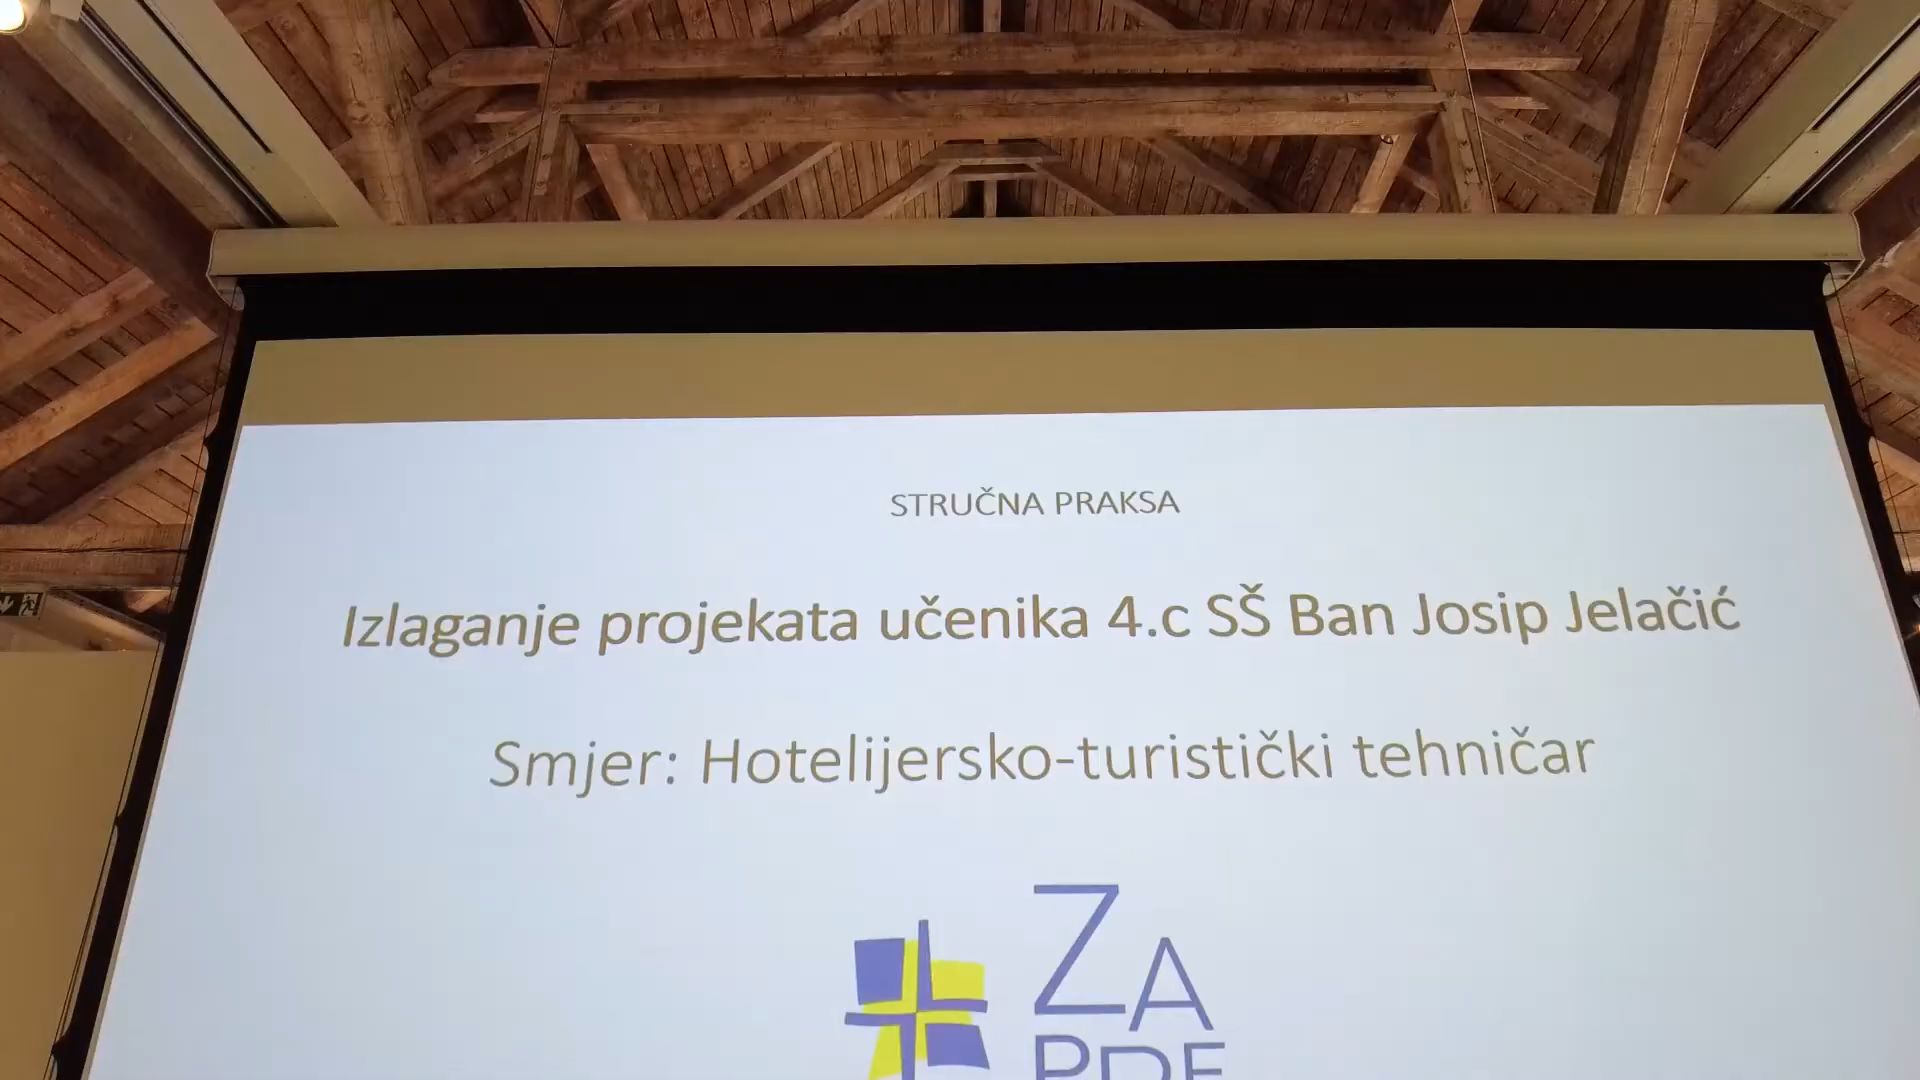 STRUČNA PRAKSA
Izlaganje projekata učenika 4.c SŠ Ban Josip Jelačić
Smjer: Hotelijersko-turistički tehničar
ZA